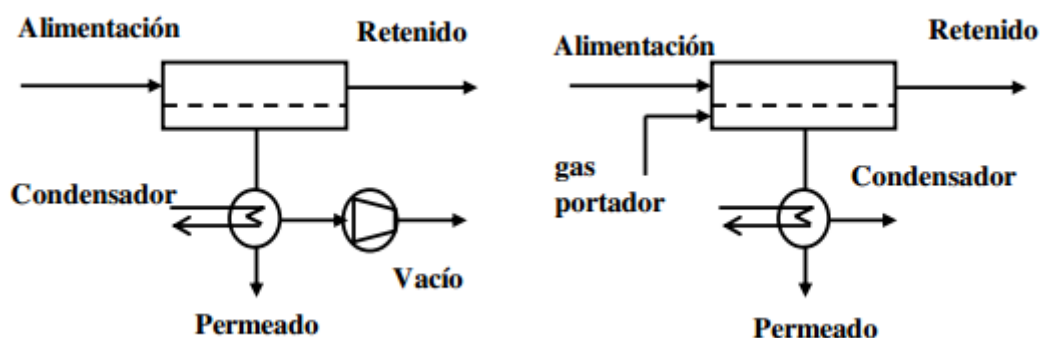 Alimentación
Retenido
Condensador
Vacío
Permeado
Alimentación
Retenido
gas
portador
Condensador
Permeado